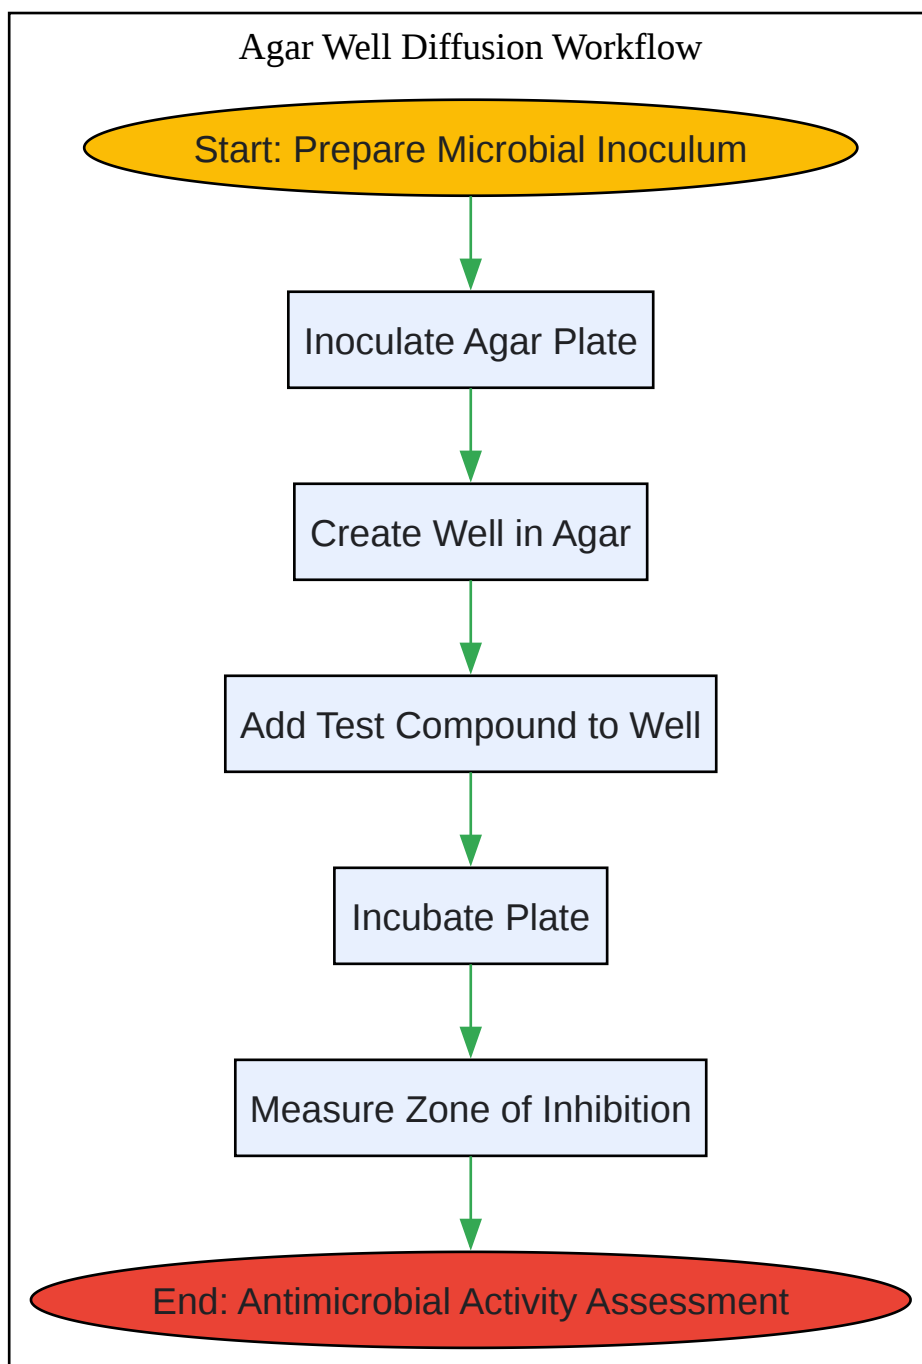 Agar Well Diffusion Workflow
Start: Prepare Microbial Inoculum
Inoculate Agar Plate
Create Well in Agar
Add Test Compound to Well
Incubate Plate
Measure Zone of Inhibition
End: Antimicrobial Activity Assessment